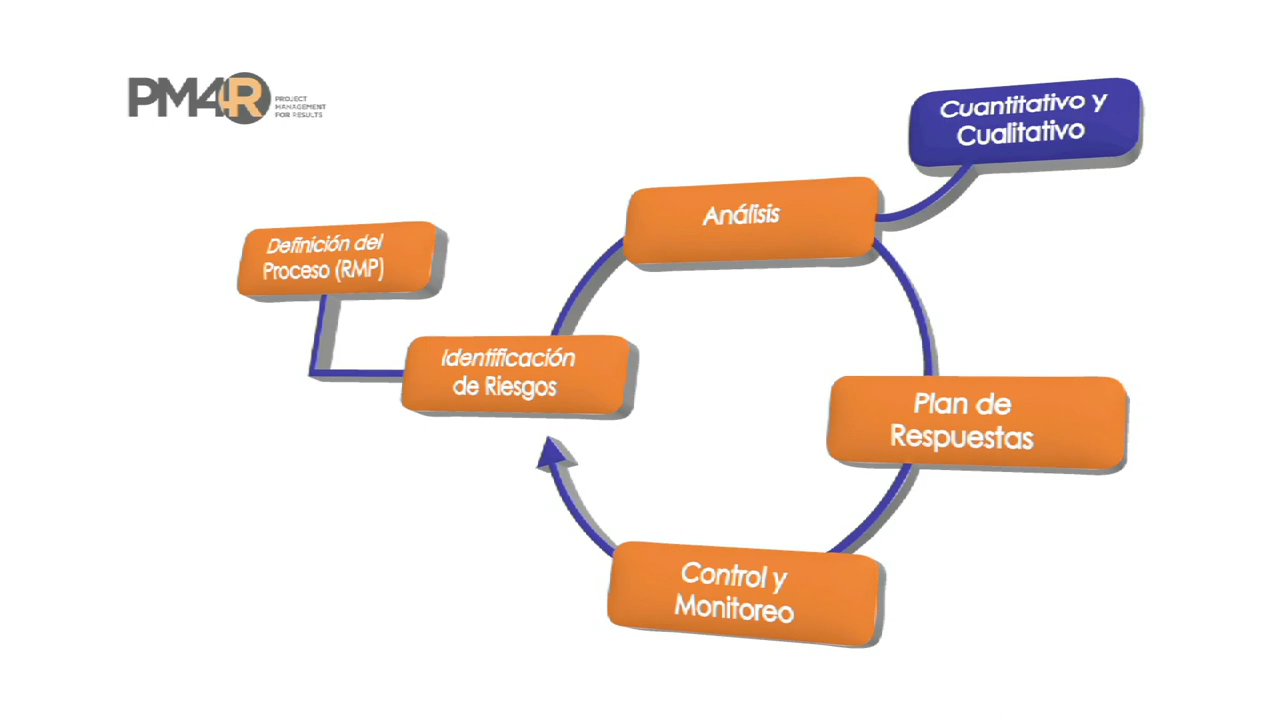 PM4R
PROJECT
MANAGEMENT
FOR RESULTS
Cuantitativo y
Cualitativo
Análisis
Definición del
Proceso (RMP)
Identificación
de Riesgos
Plan de
Respuestas
Control y
Monitoreo